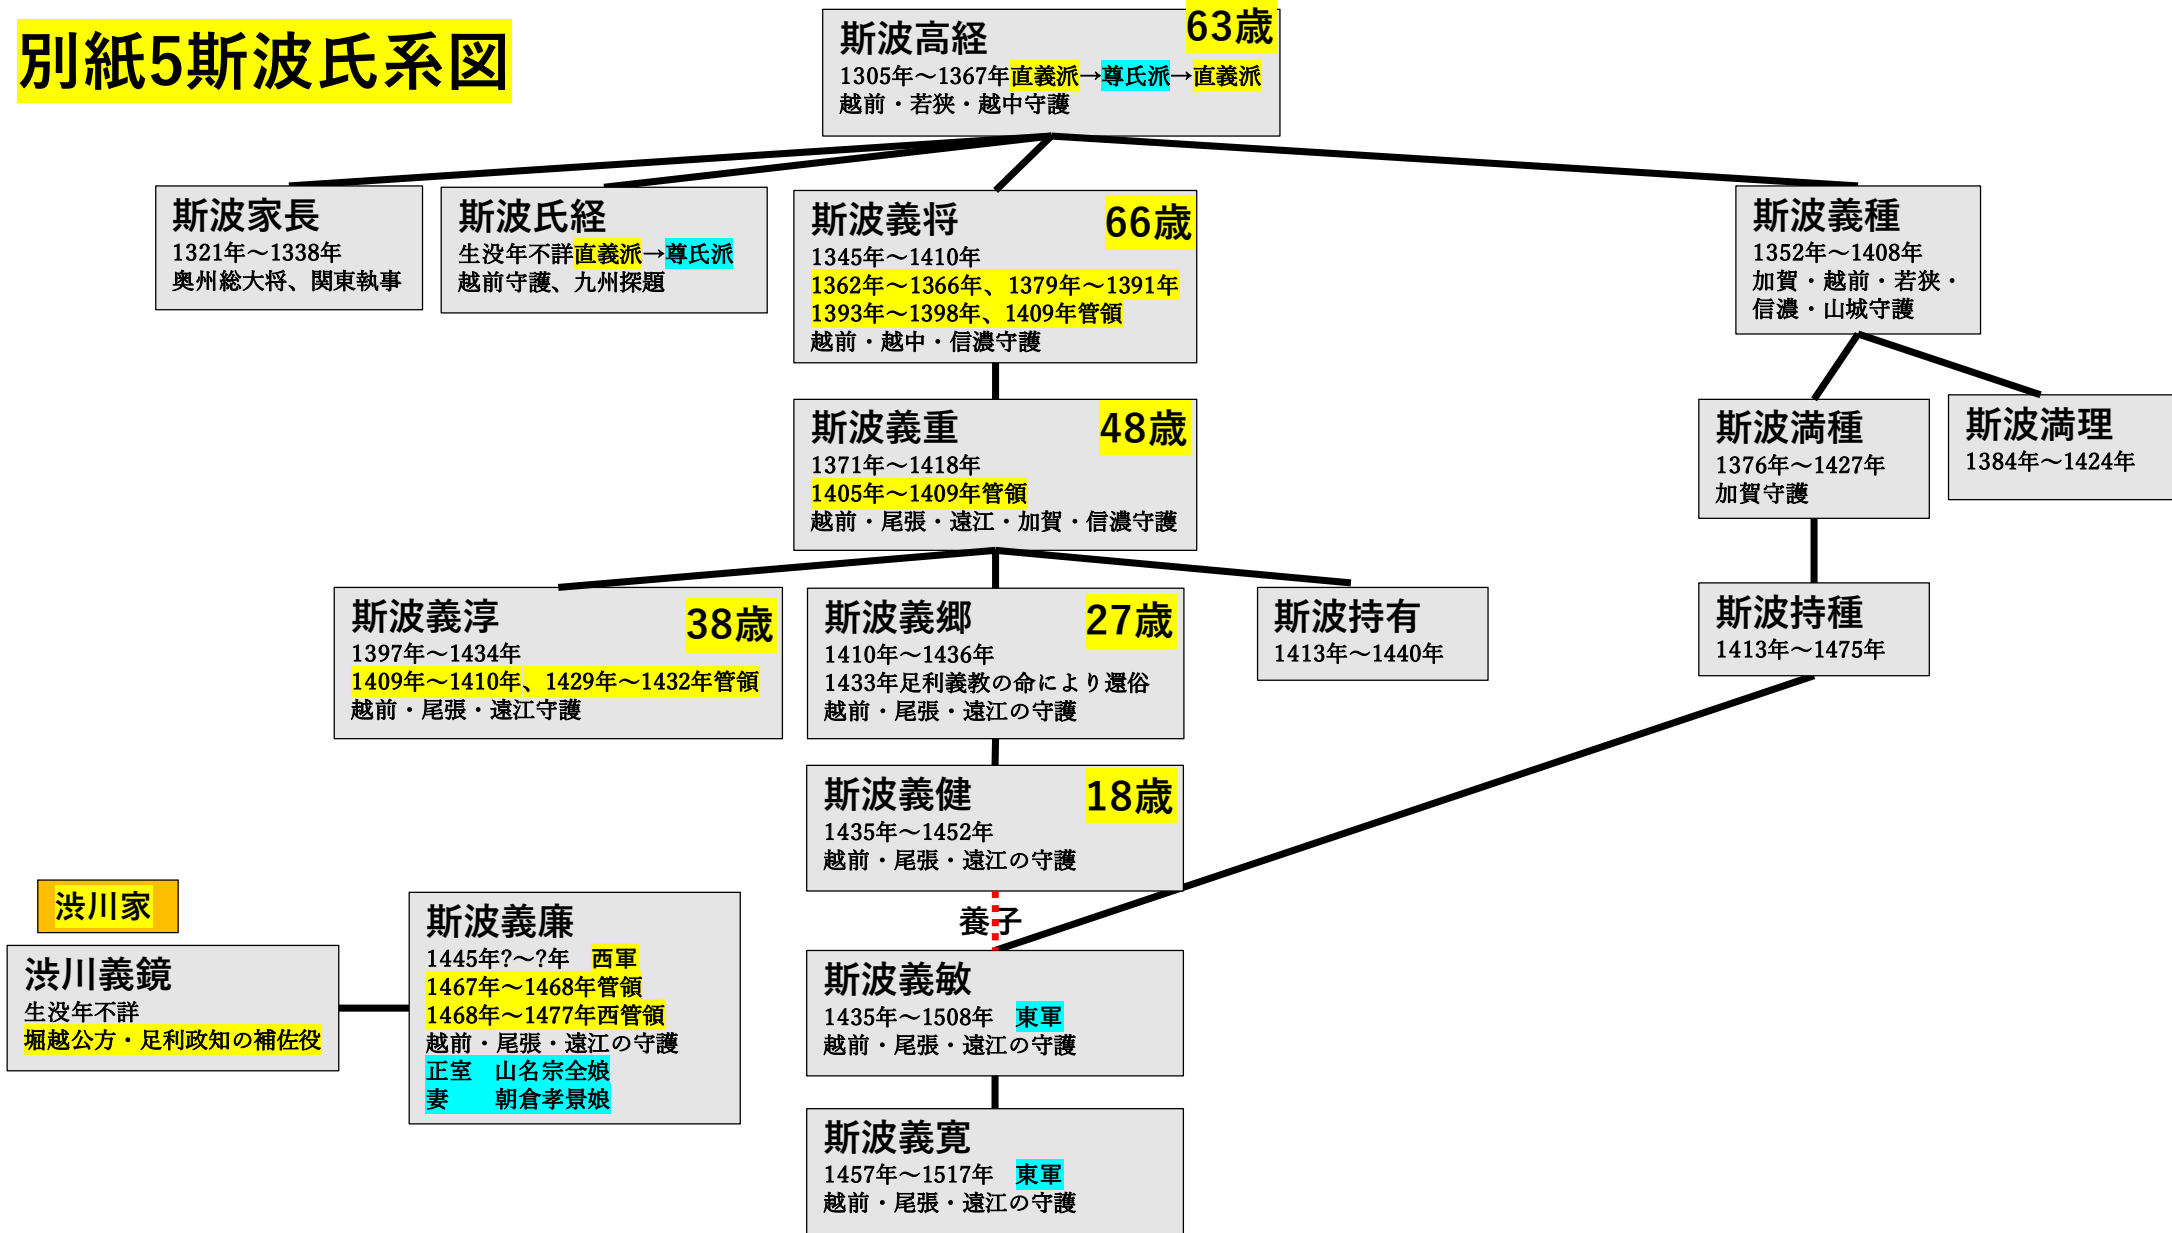 別紙5斯波氏系図
斯波高経
63歳
1305年～1367年直義派→尊氏派→直義派
越前・若狭・越中守護
斯波家長
1321年～1338年
奥州総大将、関東執事
斯波氏経
生没年不詳直義派→尊氏派
越前守護、九州探題
斯波義将
66歳
1345年～1410年
1362年～1366年、1379年～1391年
1393年～1398年、1409年管領
越前・越中・信濃守護
斯波義種
1352年～1408年
加賀・越前・若狭・
信濃・山城守護
斯波義重
48歳
1371年～1418年
1405年～1409年管領
越前・尾張・遠江・加賀・信濃守護
斯波満種
1376年～1427年
加賀守護
斯波満理
1384年～1424年
斯波義淳
38歳
1397年～1434年
1409年～1410年、1429年～1432年管領
越前・尾張・遠江守護
斯波義郷
27歳
1410年～1436年
1433年足利義教の命により還俗
越前・尾張・遠江の守護
斯波持有
1413年～1440年
斯波持種
1413年～1475年
斯波義健
18歳
1435年～1452年
越前・尾張・遠江の守護
養子
渋川家
渋川義鏡
生没年不詳
堀越公方・足利政知の補佐役
斯波義廉
1445年?～?年　西軍
1467年～1468年管領
1468年～1477年西管領
越前・尾張・遠江の守護
正室　山名宗全娘
妻　　朝倉孝景娘
斯波義敏
1435年～1508年　東軍
越前・尾張・遠江の守護
斯波義寛
1457年～1517年　東軍
越前・尾張・遠江の守護